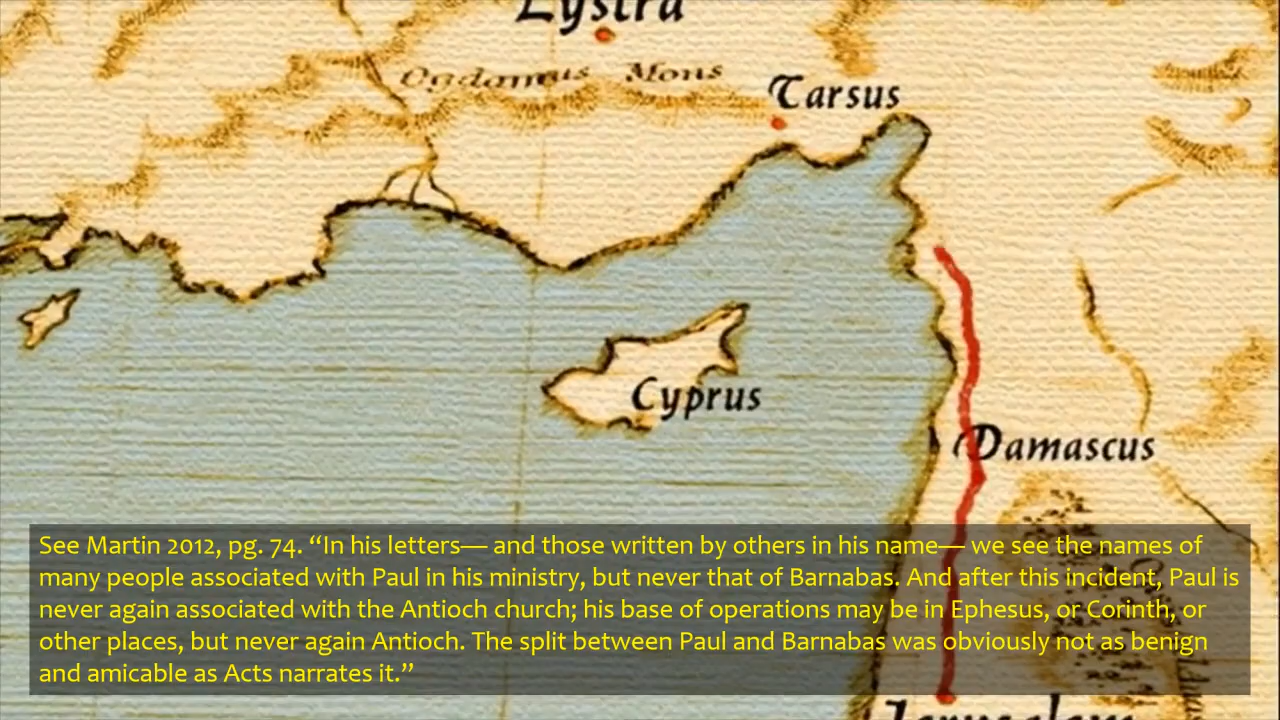 Lystra
Mons
Tarsus
Cyprus
Damascus
See Martin 2012, pg. 74. “In his letters— and those written by others in his name— we see the names of
many people associated with Paul in his ministry, but never that of Barnabas. And after this incident, Paul is
never again associated with the Antioch church; his base of operations may be in Ephesus, or Corinth, or
other places, but never again Antioch. The split between Paul and Barnabas was obviously not as benign
and amicable as Acts narrates it.”
Jerusalem